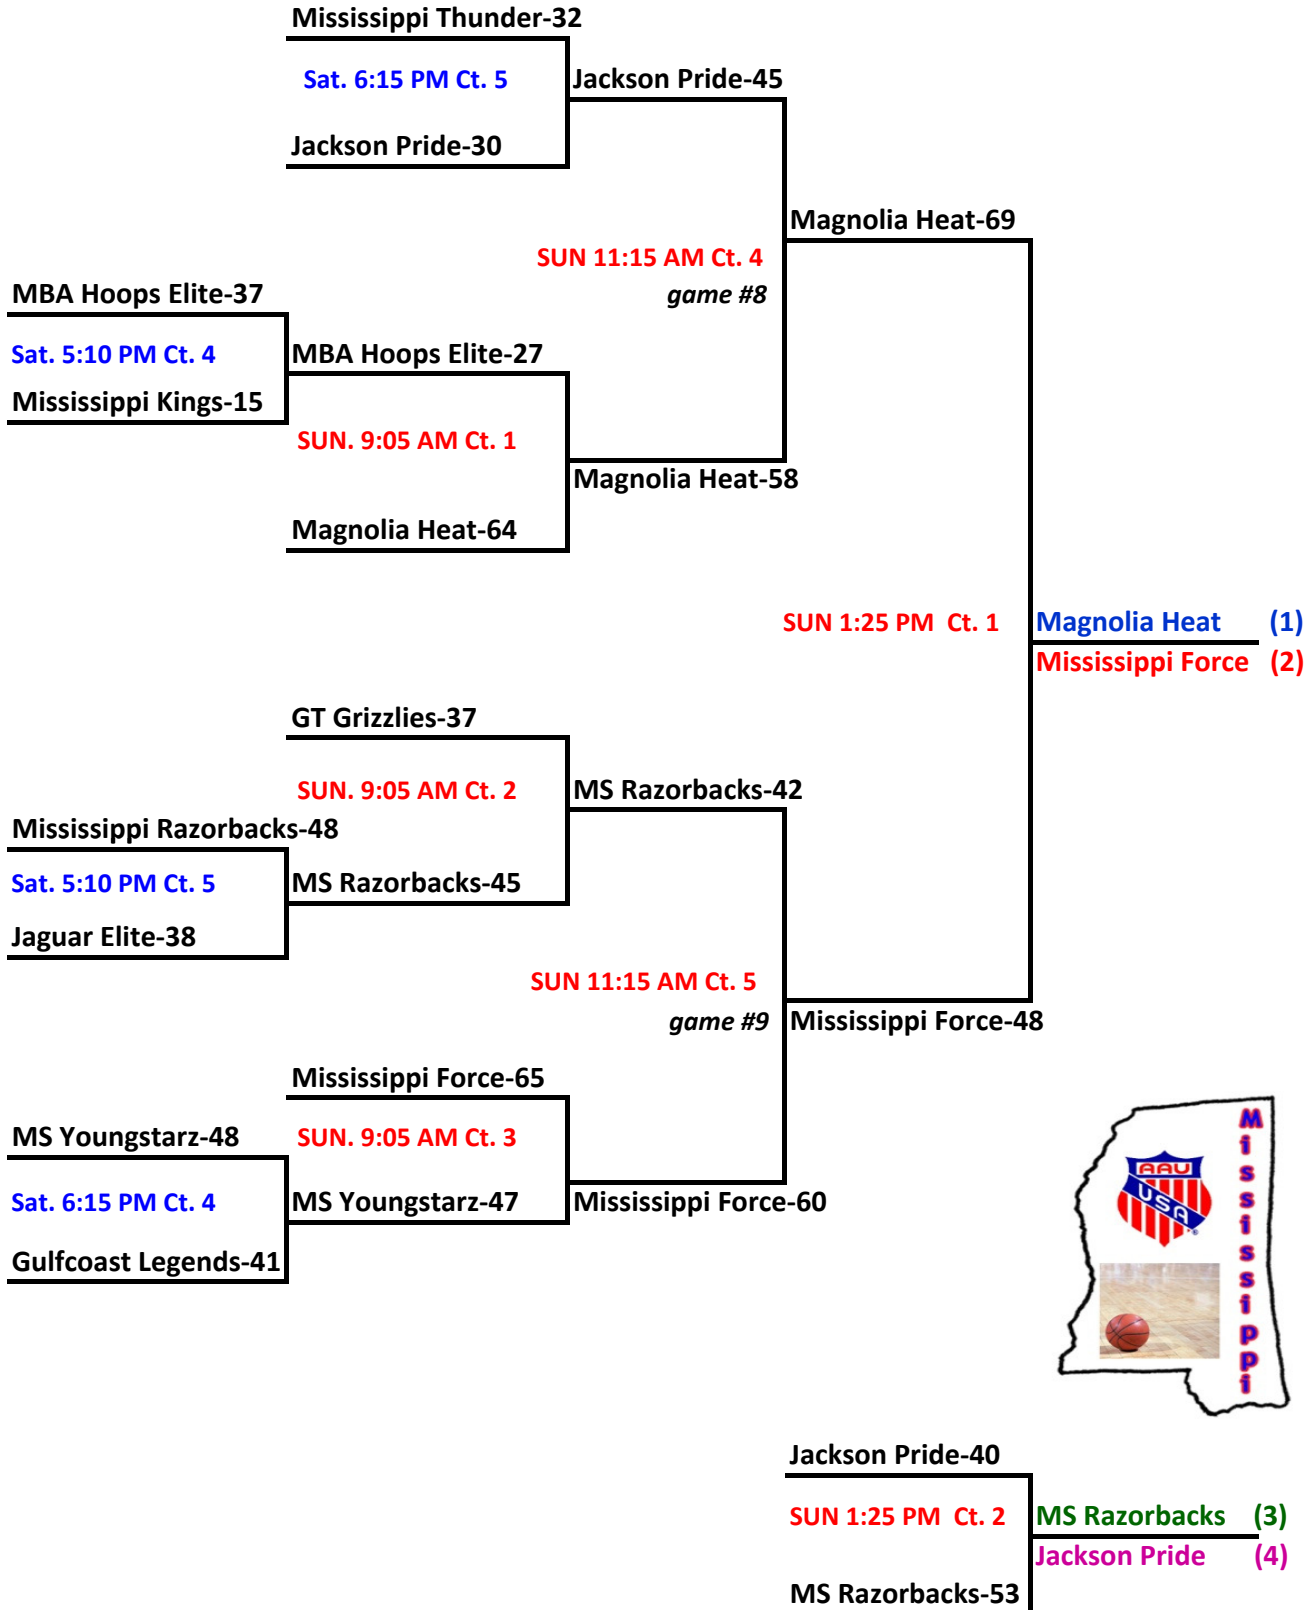 Mississippi Thunder-32
Sat. 6:15 PM Ct. 5
Jackson Pride-45
Jackson Pride-30
Magnolia Heat-69
SUN 11:15 AM Ct. 4
game #8
MBA Hoops Elite-37
Sat. 5:10 PM Ct. 4
MBA Hoops Elite-27
Mississippi Kings-15
SUN. 9:05 AM Ct. 1
Magnolia Heat-58
Magnolia Heat-64
SUN 1:25 PM Ct. 1
Magnolia Heat (1)
Mississippi Force (2)
GT Grizzlies-37
SUN. 9:05 AM Ct. 2
MS Razorbacks-42
Mississippi Razorbacks-48
Sat. 5:10 PM Ct. 5
MS Razorbacks-45
Jaguar Elite-38
SUN 11:15 AM Ct. 5
game #9
Mississippi Force-48
Mississippi Force-65
MS Youngstarz-48
SUN. 9:05 AM Ct. 3
Sat. 6:15 PM Ct. 4
MS Youngstarz-47
Mississippi Force-60
Gulfcoast Legends-41
Mississippi
AAU
USA
Jackson Pride-40
SUN 1:25 PM Ct. 2
MS Razorbacks (3)
Jackson Pride (4)
MS Razorbacks-53